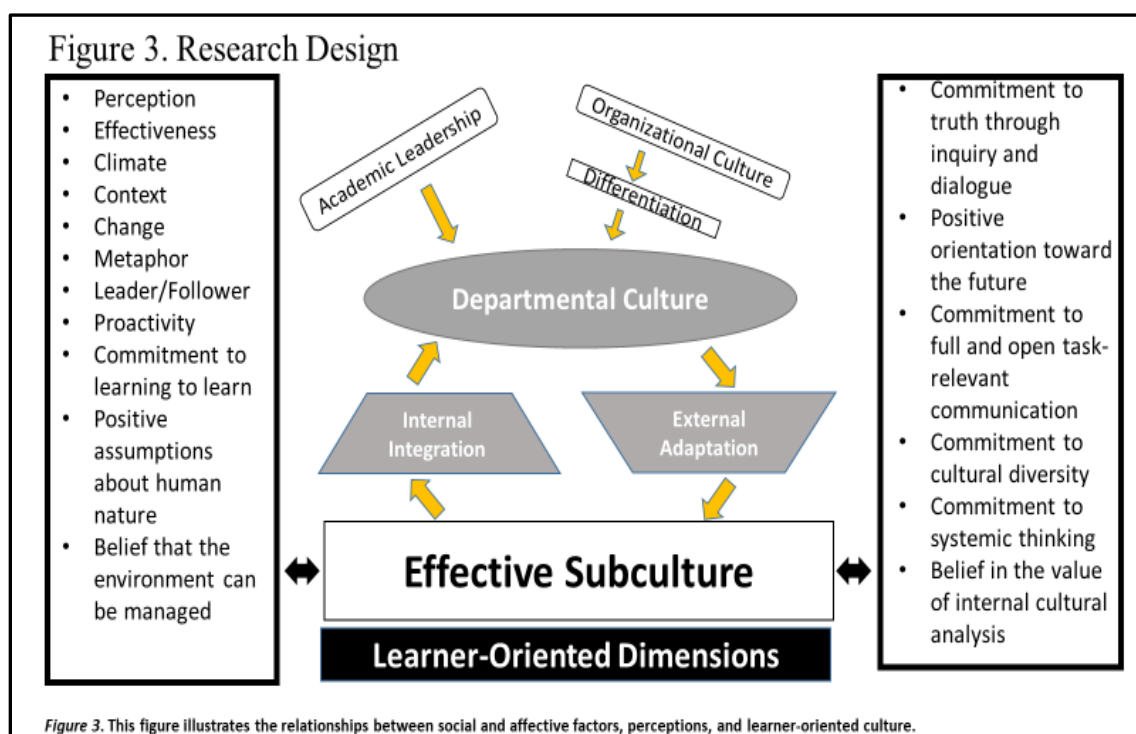 Figure 3. Research Design
• Perception
• Effectiveness
• Climate
• Context
• Change
• Metaphor
• Leader/Follower
• Proactivity
• Commitment to
learning to learn
• Positive
assumptions
about human
nature
• Belief that the
environment can
be managed
Academic Leadership
Organizational Culture
Differentiation
Departmental Culture
Internal
Integration
External
Adaptation
Effective Subculture
Learner-Oriented Dimensions
• Commitment to
truth through
inquiry and
dialogue
• Positive
orientation toward
the future
• Commitment to
full and open task-
relevant
communication
• Commitment to
cultural diversity
• Commitment to
systemic thinking
• Belief in the value
of internal cultural
analysis
Figure 3. This figure illustrates the relationships between social and affective factors, perceptions, and learner-oriented culture.